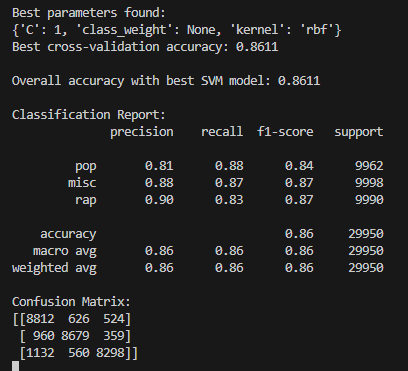 Best parameters found:
{'C': 1, 'class_weight': None, 'kernel': 'rbf'}
Best cross-validation accuracy: 0.8611

Overall accuracy with best SVM model: 0.8611

Classification Report:
              precision    recall  f1-score   support

         pop       0.81      0.88      0.84      9962
        misc       0.88      0.87      0.87      9998
         rap       0.90      0.83      0.87      9990

    accuracy                           0.86     29950
   macro avg       0.86      0.86      0.86     29950
weighted avg       0.86      0.86      0.86     29950

Confusion Matrix:
[[8812  626  524]
 [ 960 8679  359]
 [1132  560 8298]]